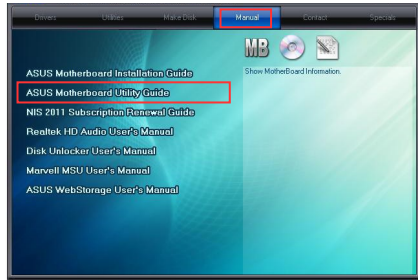 Drivers Utilities Make Disk Manual Contact Specials
MB
Show MotherBoard Information.
ASUS Motherboard Installation Guide
ASUS Motherboard Utility Guide
NIS 2011 Subscription Renewal Guide
Realtek HD Audio User's Manual
Disk Unlocker User's Manual
Marvell MSU User's Manual
ASUS WebStorage User's Manual